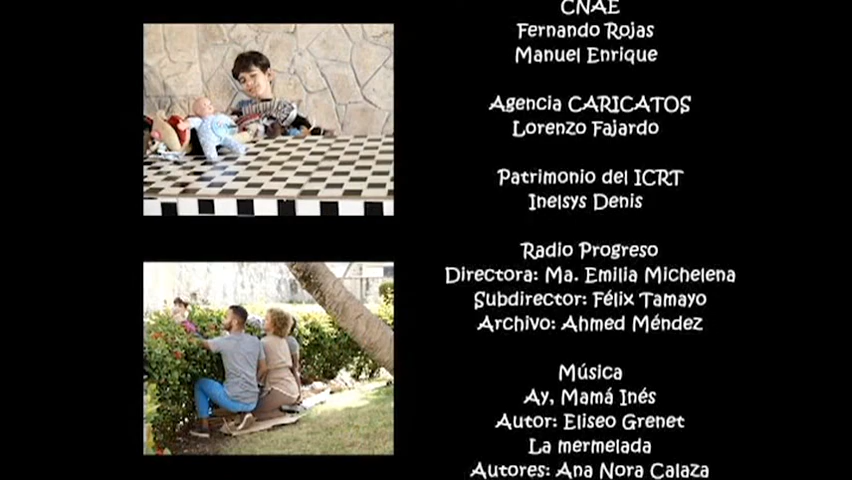 CNAE
Fernando Rojas
Manuel Enrique
Agencia CARICATOS
Lorenzo Fajardo
Patrimonio del ICRT
Inelsys Denis
Radio Progreso
Directora: Ma. Emilia Michelena
Subdirector: Félix Tamayo
Archivo: Ahmed Méndez
Música
Ay, Mamá Inés
Autor: Eliseo Grenet
La mermelada
Autores: Ana Nora Calaza